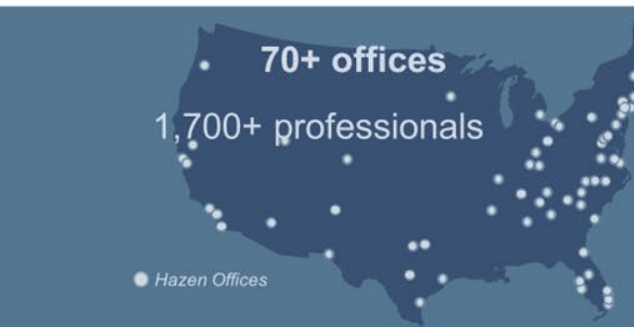 70+ offices
1,700+ professionals
Hazen Offices